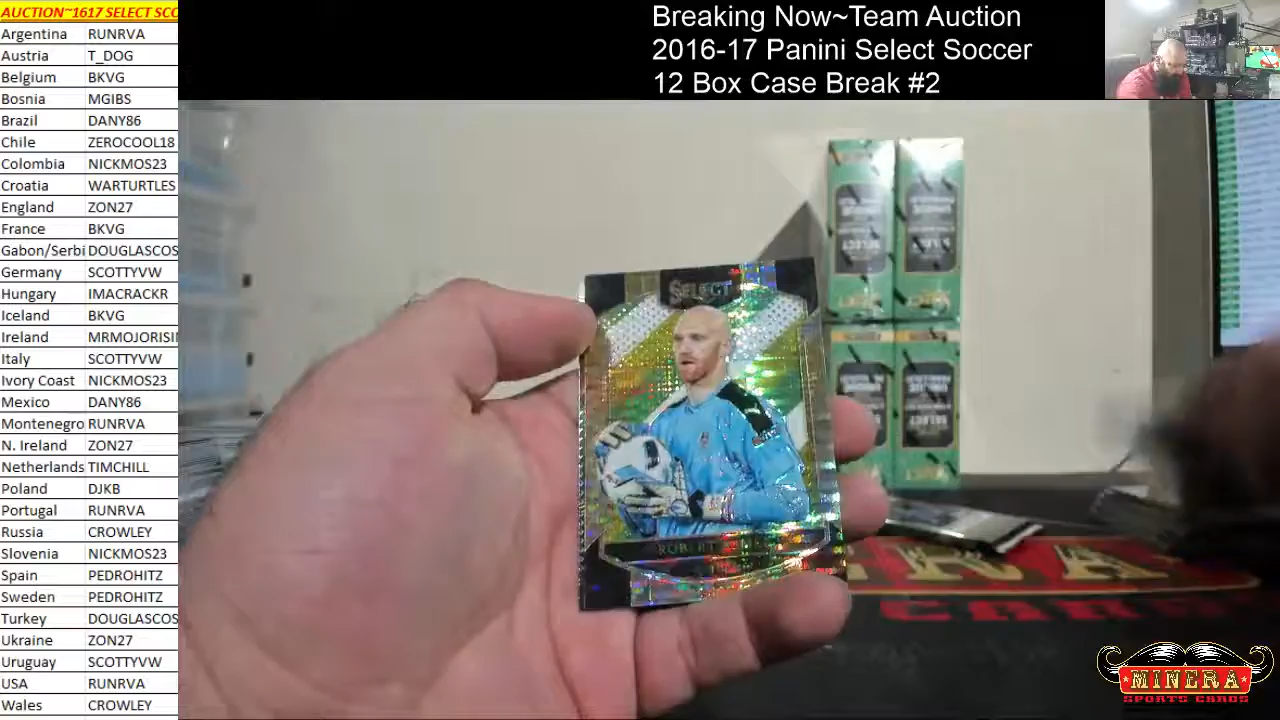 AUCTION~1617 SELECT SCO
Argentina RUNRVA
Austria T_DOG
Belgium BKVG
Bosnia MGIBS
Brazil DANY86
Chile ZEROCOOL18
Colombia NICKMOS23
Croatia WARTURTLES
England ZON27
France BKVG
Gabon/Serbi DOUGLASCOS
Germany SCOTTYVW
Hungary IMACRACKR
Iceland BKVG
Ireland MRMOJORISI
Italy SCOTTYVW
Ivory Coast NICKMOS23
Mexico DANY86
Montenegro RUNRVA
N. Ireland ZON27
Netherlands TIMCHILL
Poland DJKB
Portugal RUNRVA
Russia CROWLEY
Slovenia NICKMOS23
Spain PEDROHITZ
Sweden PEDROHITZ
Turkey DOUGLASCOS
Ukraine ZON27
Uruguay SCOTTYVW
USA RUNRVA
Wales CROWLEY
Breaking Now~Team Auction
2016-17 Panini Select Soccer
12 Box Case Break #2
SELECT
ROBERT
MINERA
SPORTS CARDS